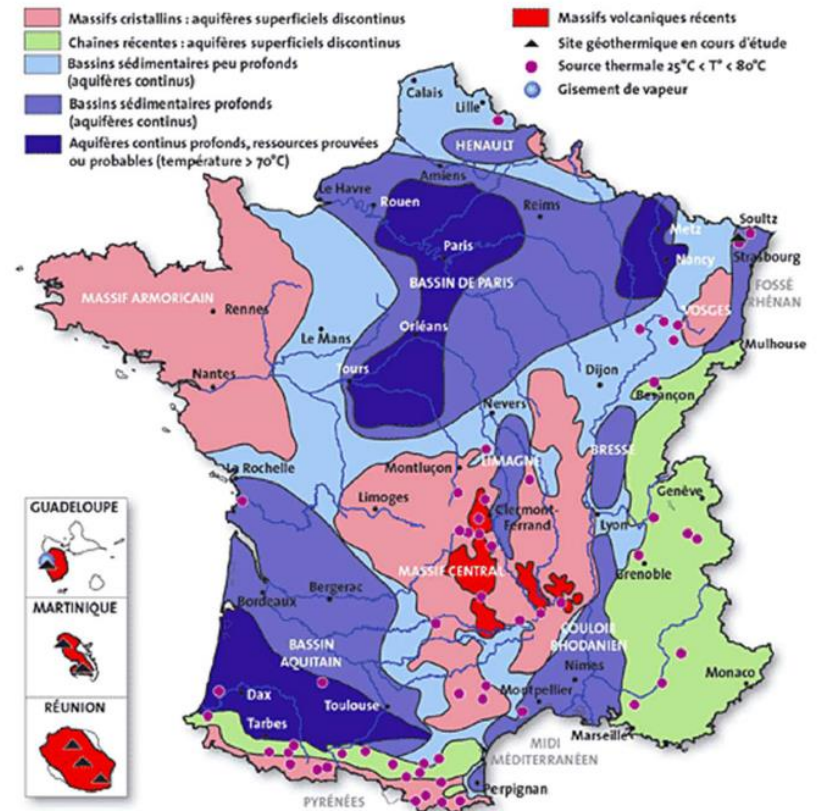 Massifs cristallins : aquifères superficiels discontinus
Chaînes récentes : aquifères superficiels discontinus
Bassins sédimentaires peu profonds
(aquifères continus)
Bassins sédimentaires profonds
(aquifères continus)
Aquifères continus profonds, ressources prouvées
ou probables (température > 70°C)
Massifs volcaniques récents
Site géothermique en cours d'étude
Source thermale 25°C < T° < 80°C
Gisement de vapeur
Calais
Lille
HENAULT
Amiens
Le Havre
Rouen
Reims
Metz
Soultz
Paris
Nancy
Strasbourg
BASSIN DE PARIS
FOSSÉ
RHÉNAN
MASSIF ARMORICAIN
Rennes
VOSGES
Orléans
Le Mans
Mulhouse
Nantes
Tours
Dijon
Besançon
Nevers
La Rochelle
Montluçon
LIMAGNE
BRESSE
Limoges
Genève
Clermont-
Ferrand
Lyon
GUADELOUPE
MASSIF CENTRAL
Grenoble
Bergerac
Bordeaux
MARTINIQUE
COULOIR
RHODANIEN
BASSIN
AQUITAIN
Nimes
Monaco
Dax
Toulouse
Montpellier
RÉUNION
Tarbes
Marseille
MIDI
MÉDITERRANÉEN
Perpignan
PYRÉNÉES